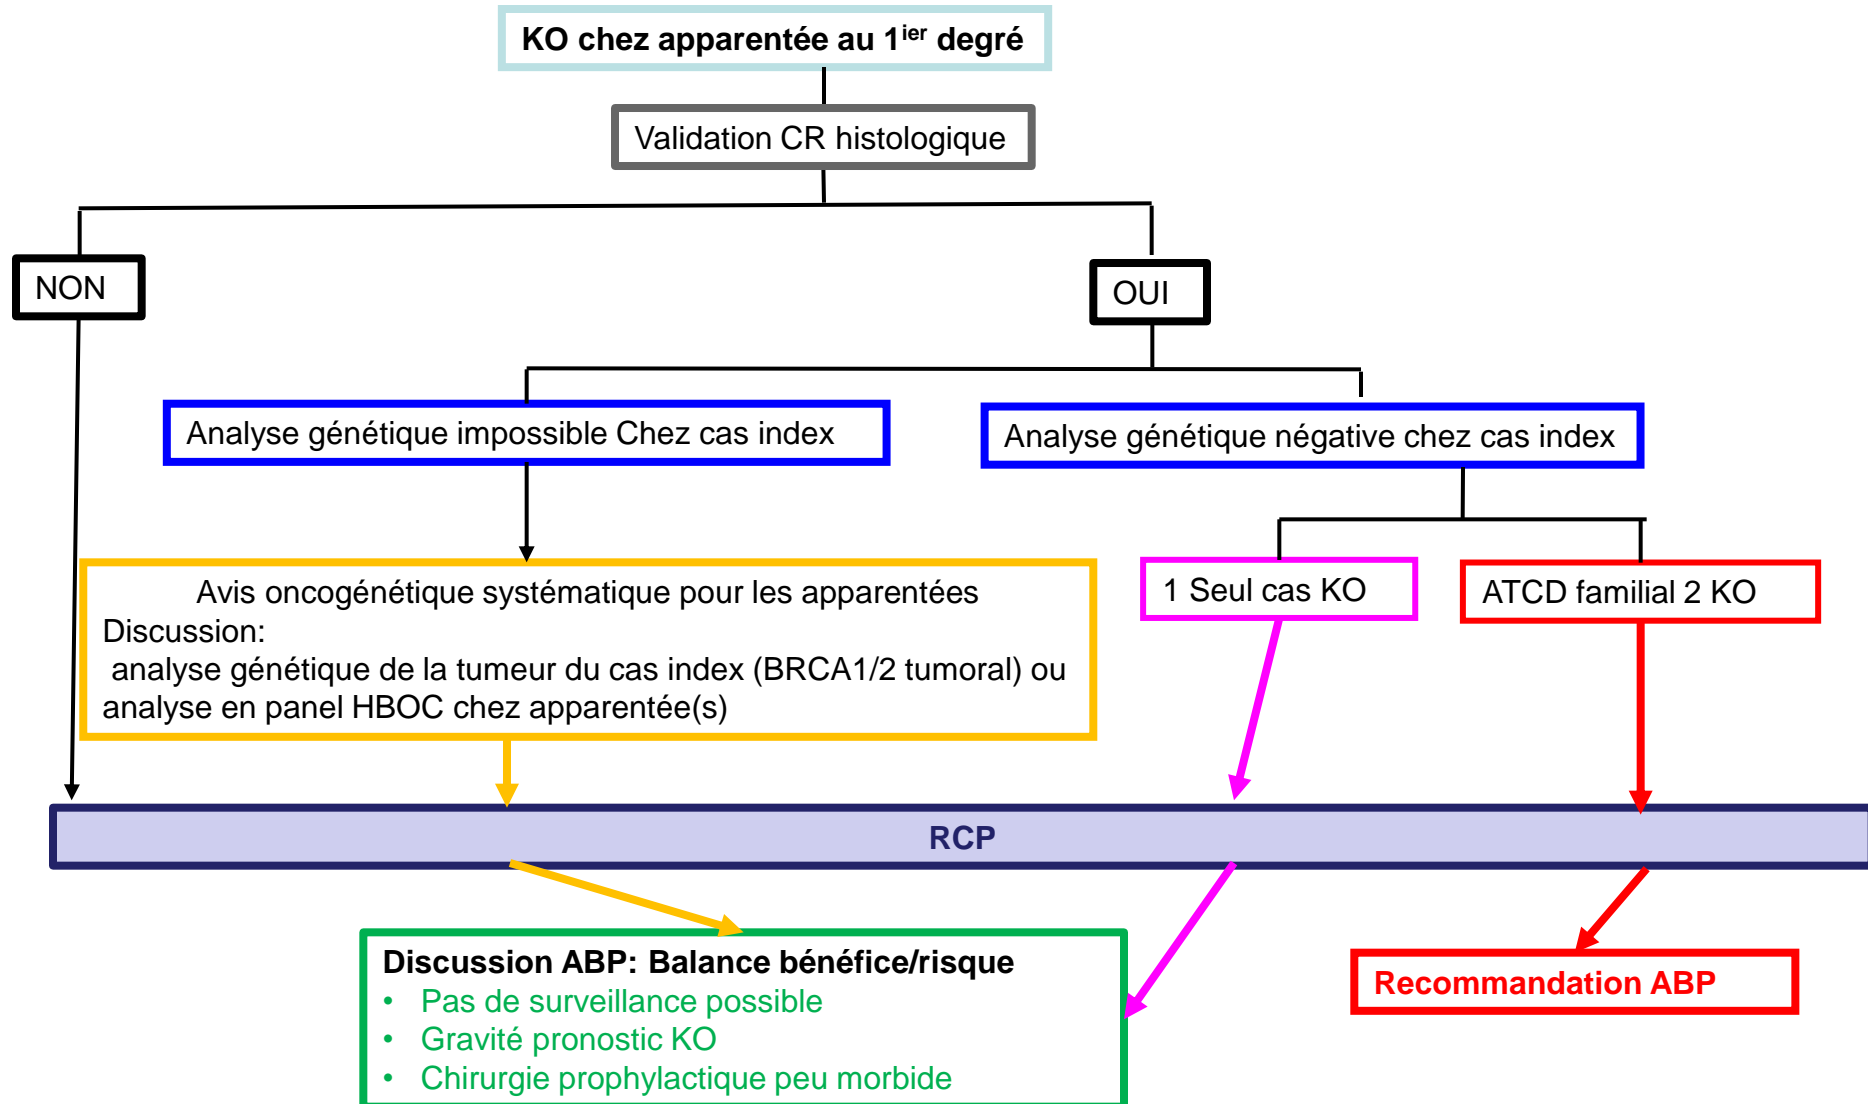 KO chez apparentée au 1ier degré
Validation CR histologique
NON
OUI
Analyse génétique impossible Chez cas index
Analyse génétique négative chez cas index
Avis oncogénétique systématique pour les apparentées
Discussion:
analyse génétique de la tumeur du cas index (BRCA1/2 tumoral) ou
analyse en panel HBOC chez apparentée(s)
1 Seul cas KO
ATCD familial 2 KO
RCP
Discussion ABP: Balance bénéfice/risque
• Pas de surveillance possible
• Gravité pronostic KO
• Chirurgie prophylactique peu morbide
Recommandation ABP